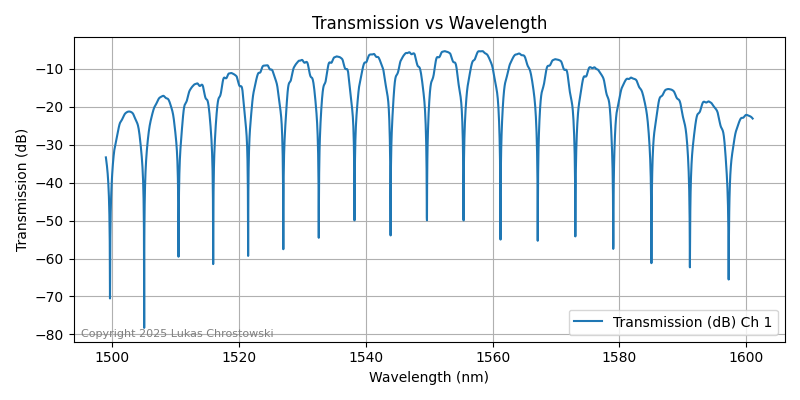 Transmission vs Wavelength
Transmission (dB)
−10
−20
−30
−40
−50
−60
−70
−80
Copyright 2025 Lukas Chrostowski
Transmission (dB) Ch 1
1500
1520
1540
1560
1580
1600
Wavelength (nm)